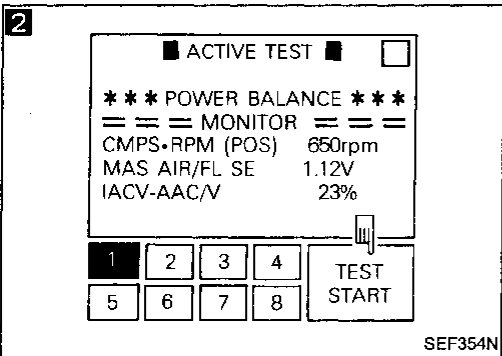 2
ACTIVE TEST
*** POWER BALANCE ***
=== MONITOR ===
CMPS•RPM (POS) 650rpm
MAS AIR/FL SE 1.12V
IACV-AAC/V 23%
1 2 3 4
5 6 7 8
TEST
START
SEF354N